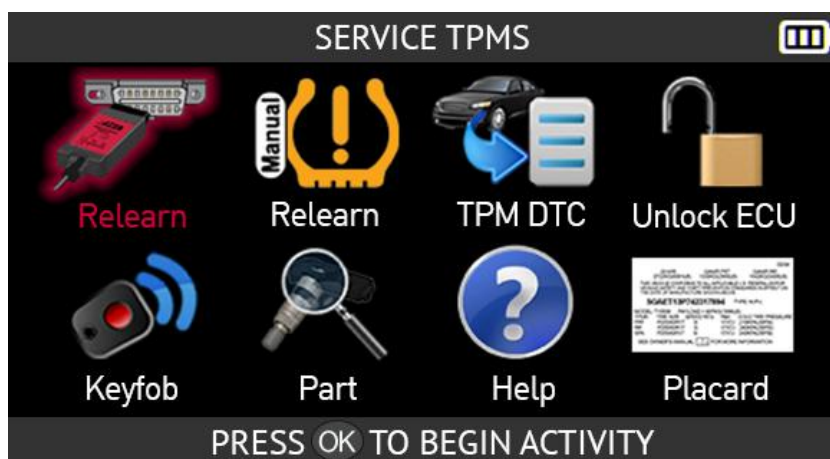 SERVICE TPMS
Manual
Relearn
Relearn
TPM DTC
Unlock ECU
Keyfob
Part
Help
Placard
PRESS OK TO BEGIN ACTIVITY